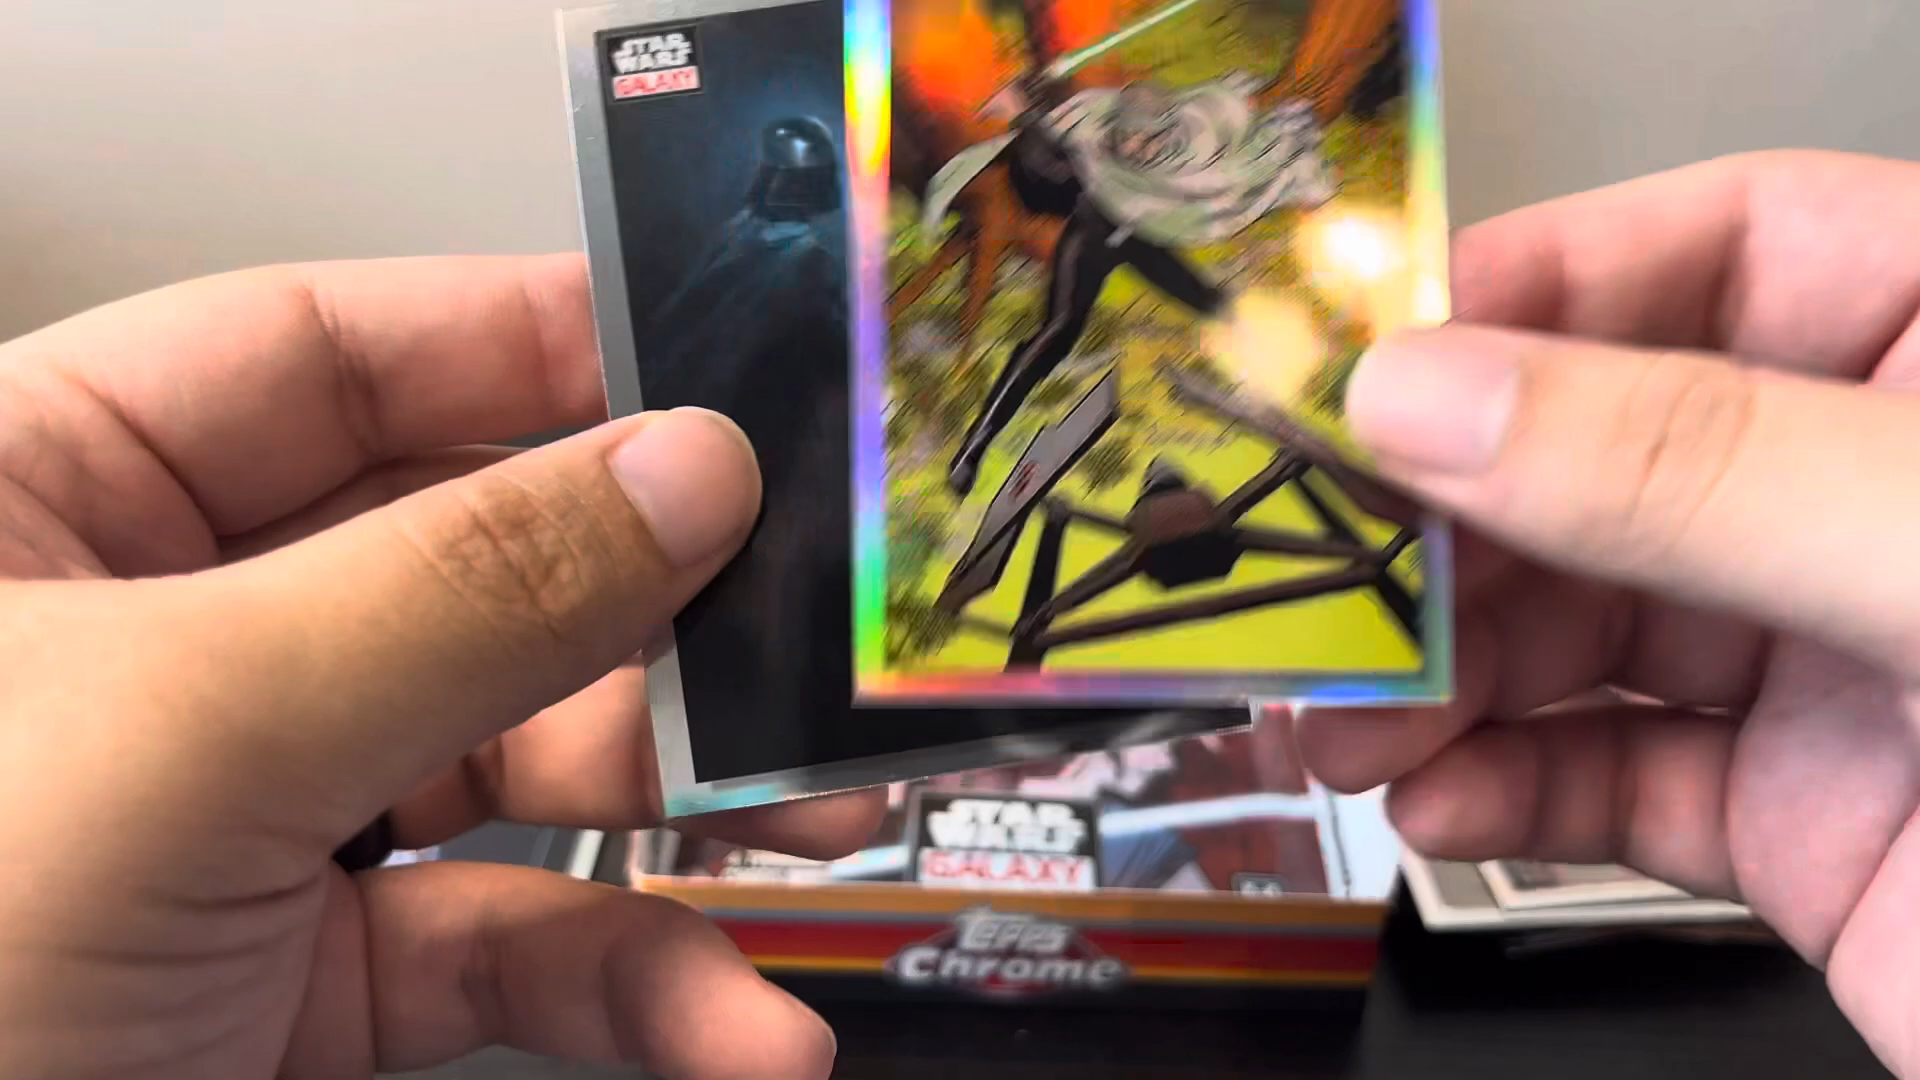 STAR
WARS
GALAXY
STAR
WARS
GALAXY
Topps
Chrome